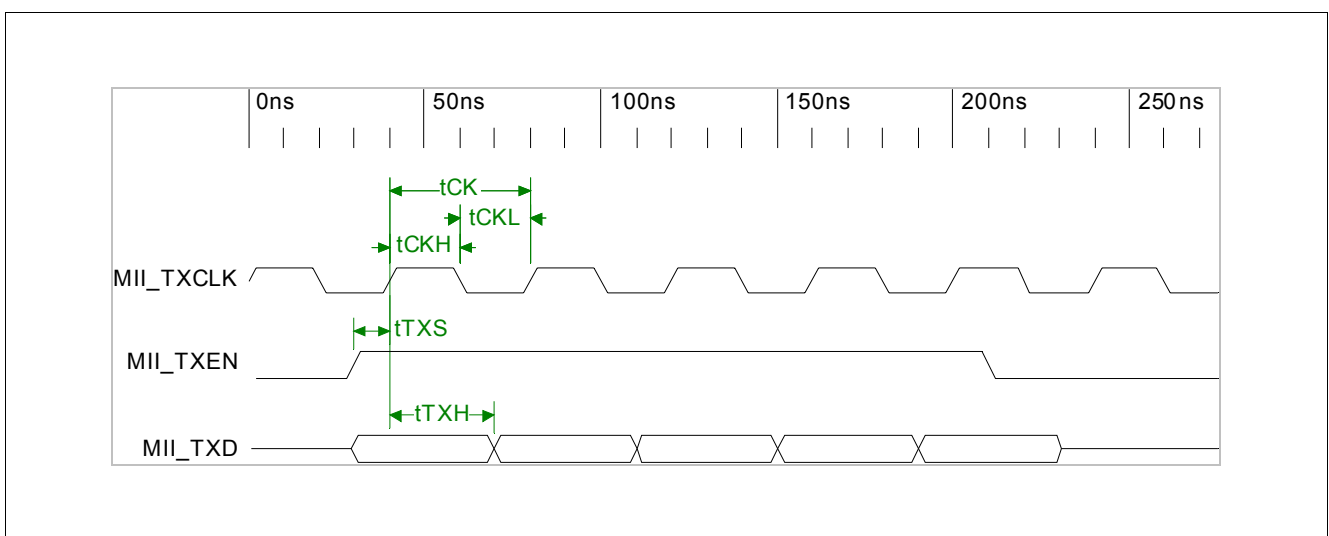 0ns 50ns 100ns 150ns 200ns 250ns
tCK
tCKL
tCKH
MII_TXCLK
tTXS
MII_TXEN
tTXH
MII_TXD